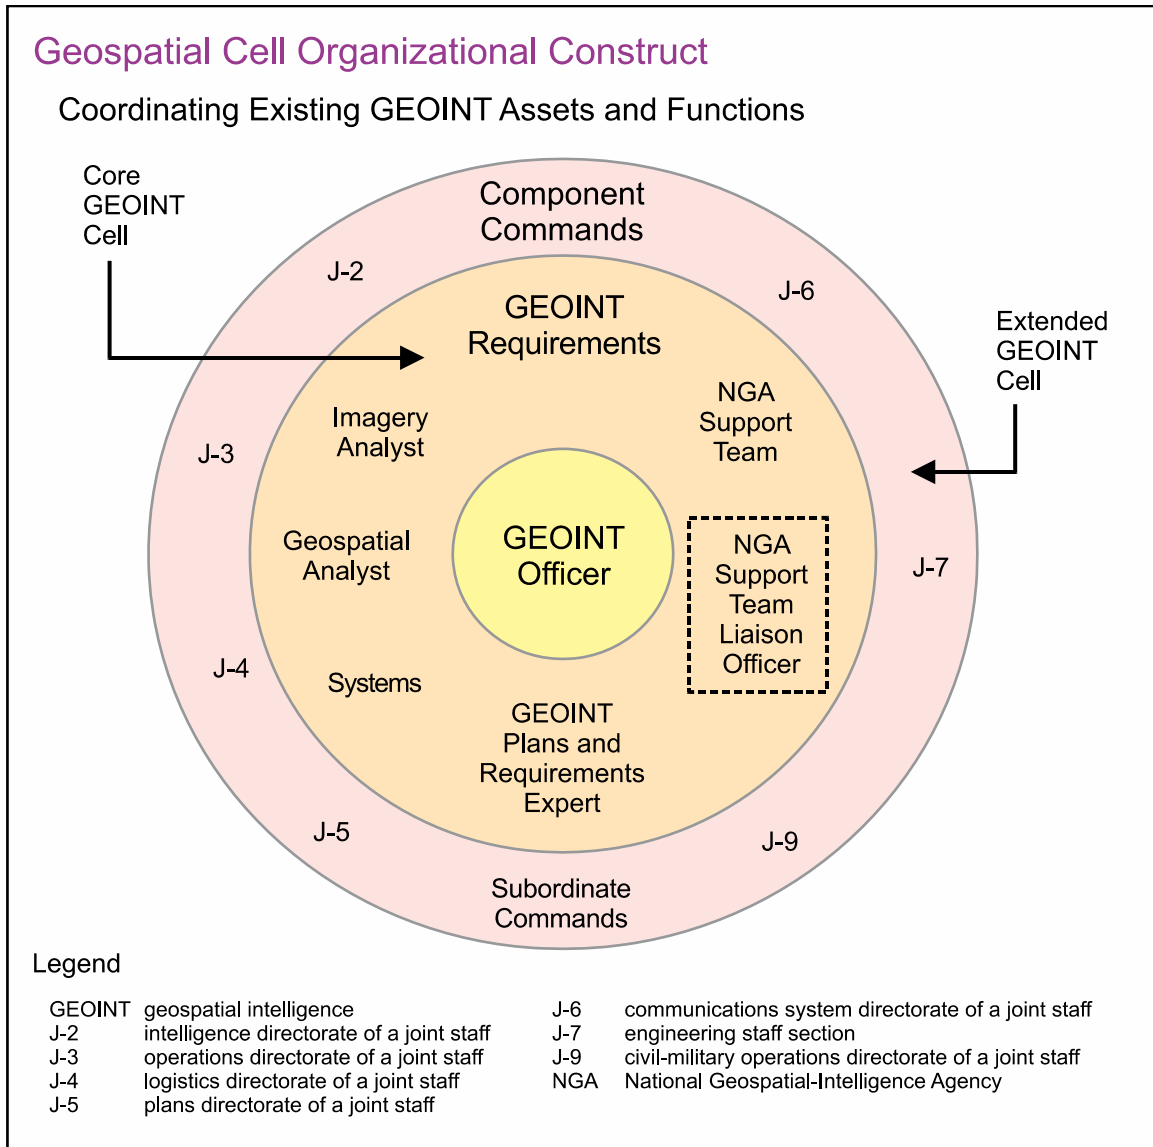 Geospatial Cell Organizational Construct
Coordinating Existing GEOINT Assets and Functions
Core
GEOINT
Cell
Component
Commands
J-2
J-6
GEOINT
Requirements
Extended
GEOINT
Cell
Imagery
Analyst
NGA
Support
Team
J-3
Geospatial
Analyst
GEOINT
Officer
NGA
Support
Team
Liaison
Officer
J-7
J-4
Systems
GEOINT
Plans and
Requirements
Expert
J-5
J-9
Subordinate
Commands
Legend
GEOINT geospatial intelligence
J-2 intelligence directorate of a joint staff
J-3 operations directorate of a joint staff
J-4 logistics directorate of a joint staff
J-5 plans directorate of a joint staff
J-6 communications system directorate of a joint staff
J-7 engineering staff section
J-9 civil-military operations directorate of a joint staff
NGA National Geospatial-Intelligence Agency